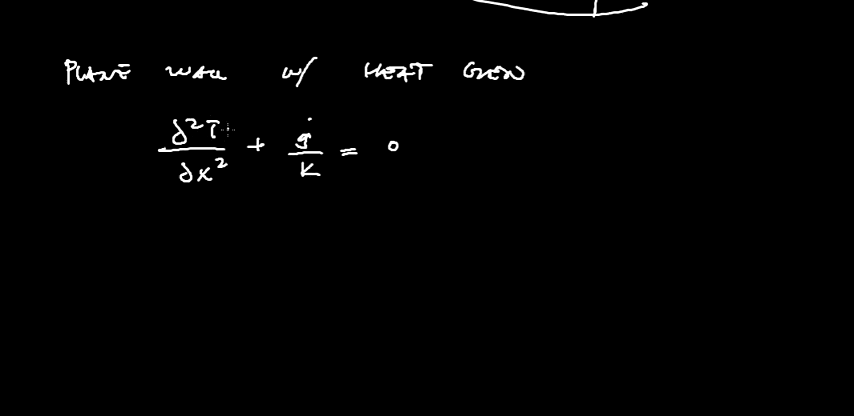 PLANE WALL w/ HEAT GEN
∂²T/∂x² + q̇/k = 0